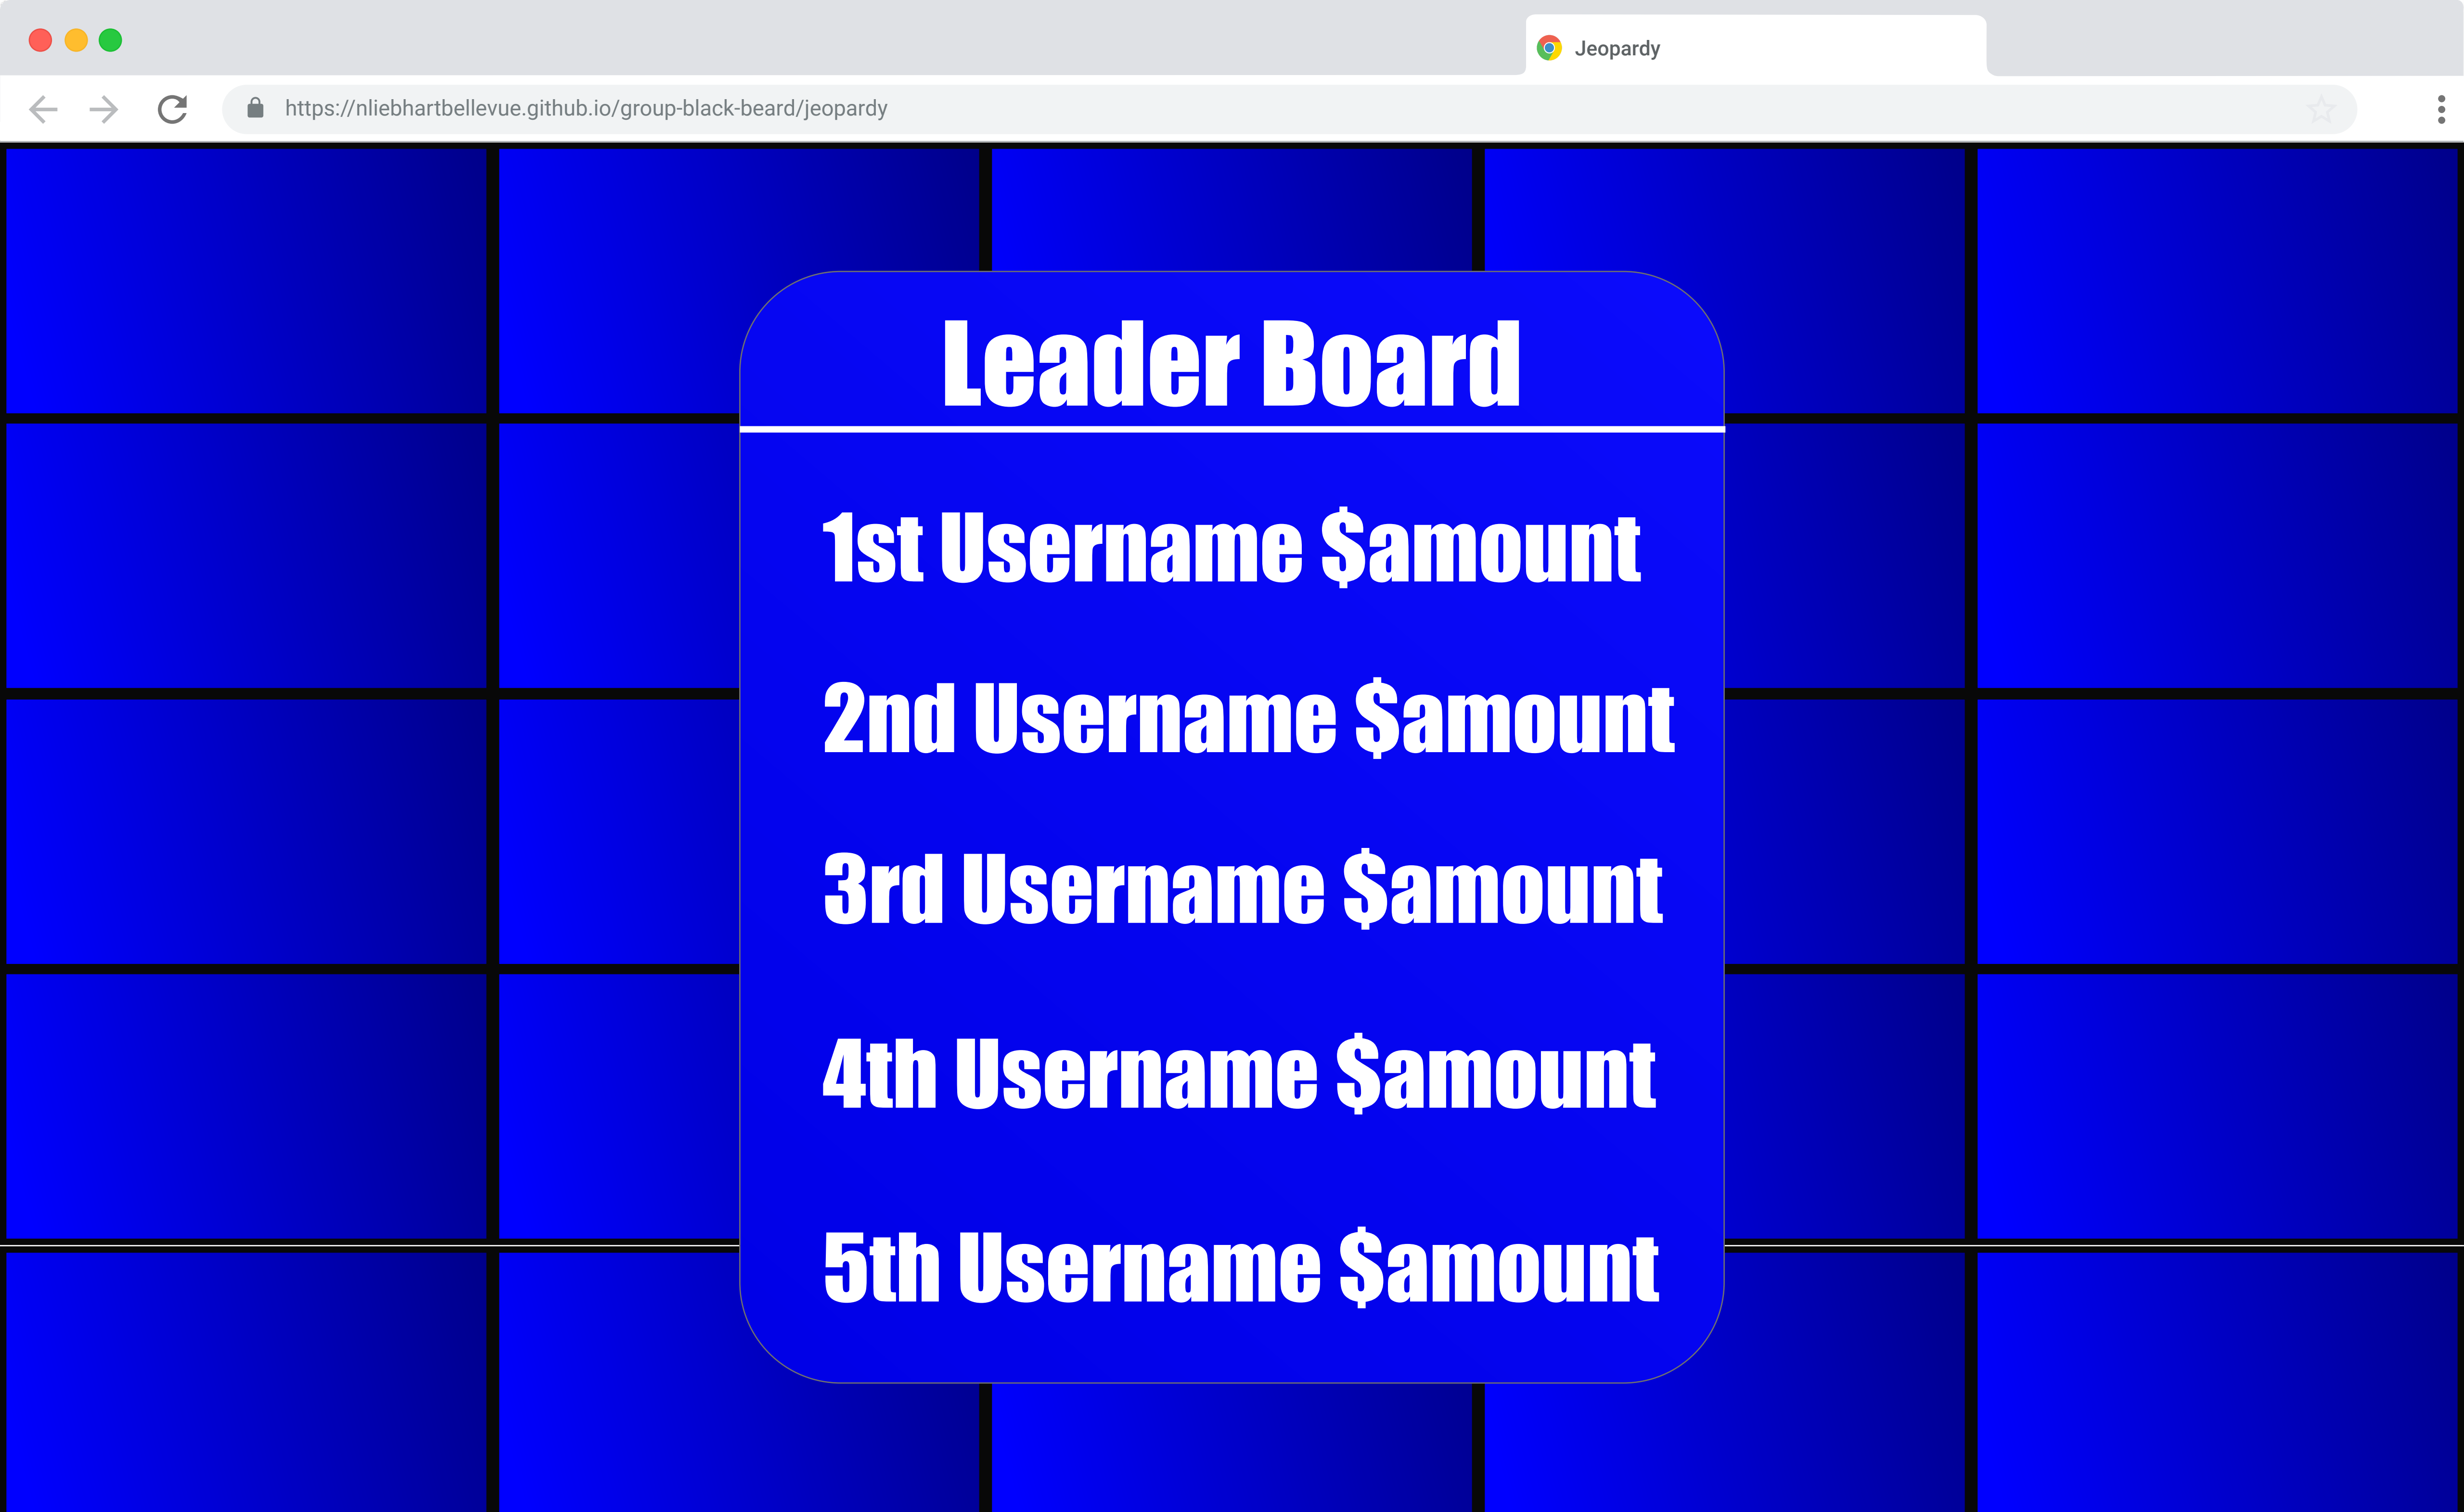 Jeopardy
https://nliebhartbellevue.github.io/group-black-beard/jeopardy
Leader Board
1st Username $amount
2nd Username $amount
3rd Username $amount
4th Username $amount
5th Username $amount